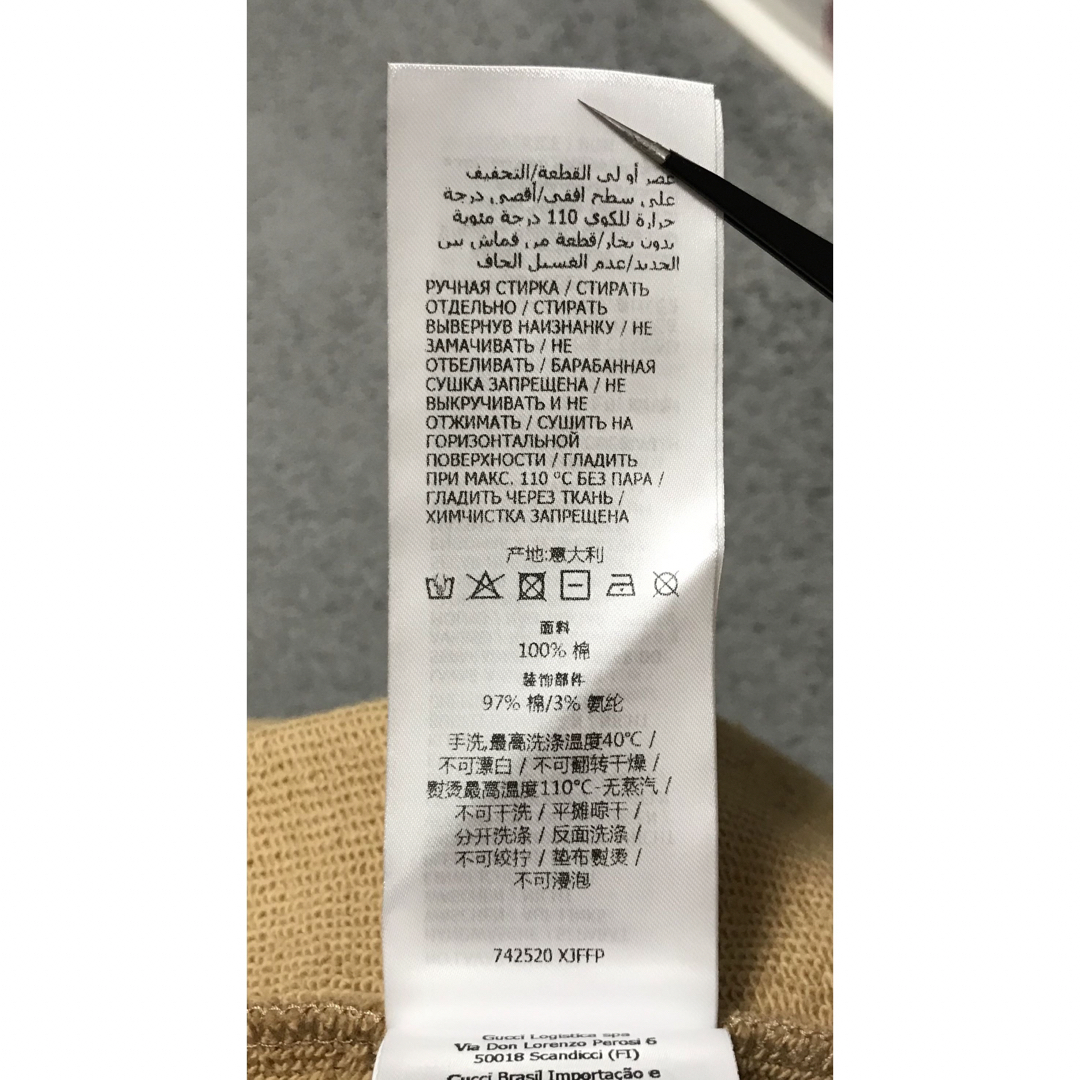 عصر أو لى القطعة/التجفيف
على سطح افقي/أقصى درجة
حرارة للكوي 110 درجة مئوية
بدون بخار/قطعة من قماش بين
الحديد/عدم الغسيل الجاف
РУЧНАЯ СТИРКА / СТИРАТЬ
ОТДЕЛЬНО / СТИРАТЬ
ВЫВЕРНУВ НАИЗНАНКУ / НЕ
ЗАМАЧИВАТЬ / НЕ
ОТБЕЛИВАТЬ / БАРАБАННАЯ
СУШКА ЗАПРЕЩЕНА / НЕ
ВЫКРУЧИВАТЬ И НЕ
ОТЖИМАТЬ / СУШИТЬ НА
ГОРИЗОНТАЛЬНОЙ
ПОВЕРХНОСТИ / ГЛАДИТЬ
ПРИ МАКС. 110 °C БЕЗ ПАРА /
ГЛАДИТЬ ЧЕРЕЗ ТКАНЬ /
ХИМЧИСТКА ЗАПРЕЩЕНА
产地:意大利
面料
100% 棉
装饰部件
97% 棉/3% 氨纶
手洗,最高洗涤温度40°C /
不可漂白 / 不可翻转干燥 /
熨烫最高温度110°C-无蒸汽 /
不可干洗 / 平摊晾干 /
分开洗涤 / 反面洗涤 /
不可绞拧 / 垫布熨烫 /
不可浸泡
742520 XJFFP
Gucci Logistica spa
Via Don Lorenzo Perosi 6
50018 Scandicci (FI)
Gucci Brasil Importação e